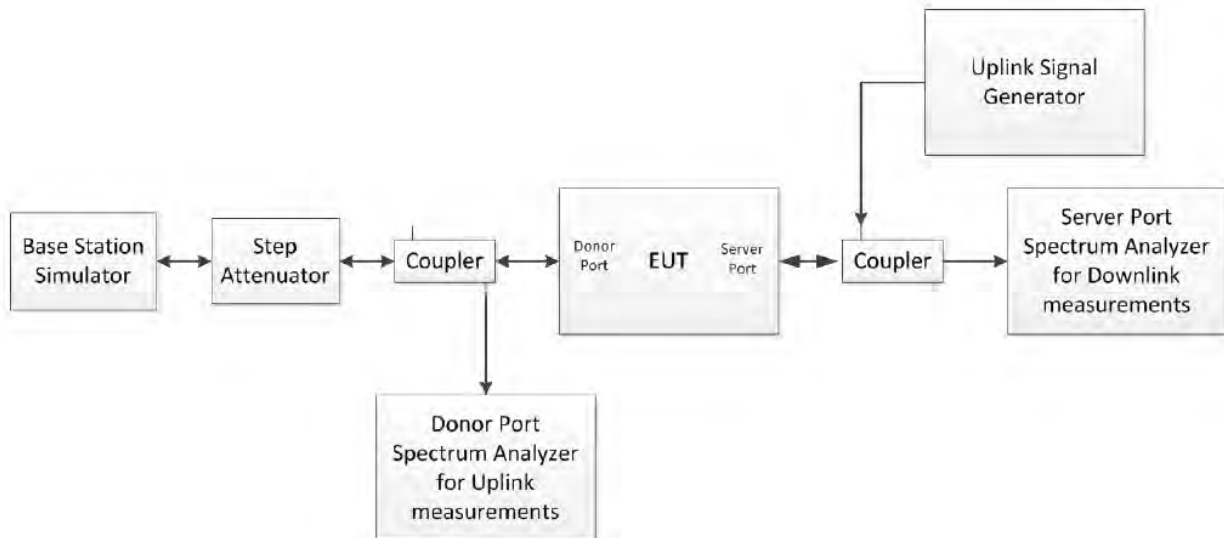 Uplink Signal
Generator
Base Station
Simulator
Step
Attenuator
Coupler
Donor
Port
EUT
Server
Port
Coupler
Server Port
Spectrum Analyzer
for Downlink
measurements
Donor Port
Spectrum Analyzer
for Uplink
measurements